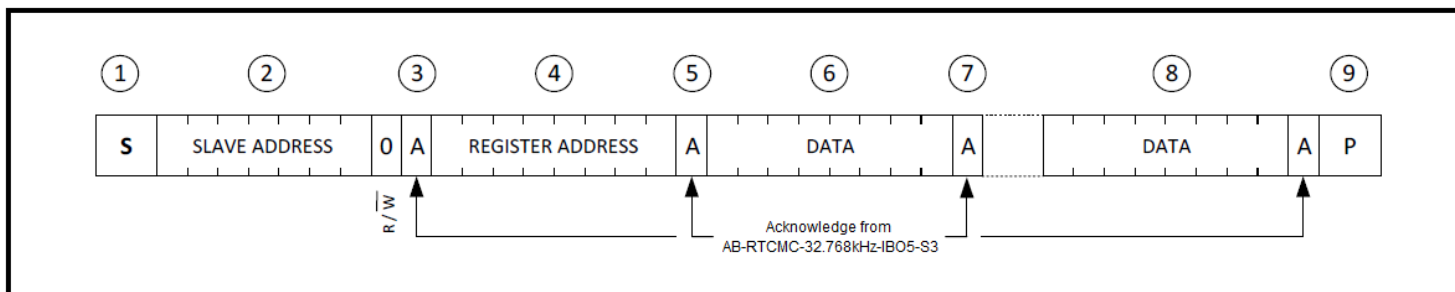 1 2 3 4 5 6 7 8 9
S SLAVE ADDRESS 0 A REGISTER ADDRESS A DATA A DATA A P
R / W
Acknowledge from
AB-RTCMC-32.768kHz-IBO5-S3